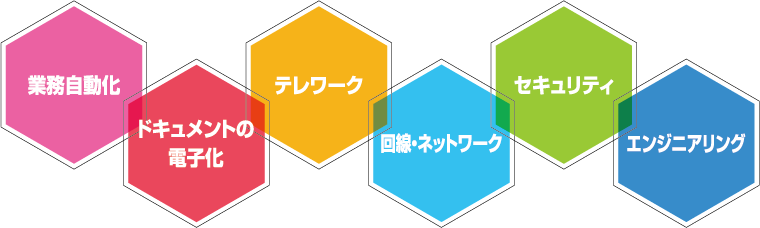 業務自動化
ドキュメントの
電子化
テレワーク
回線・ネットワーク
セキュリティ
エンジニアリング